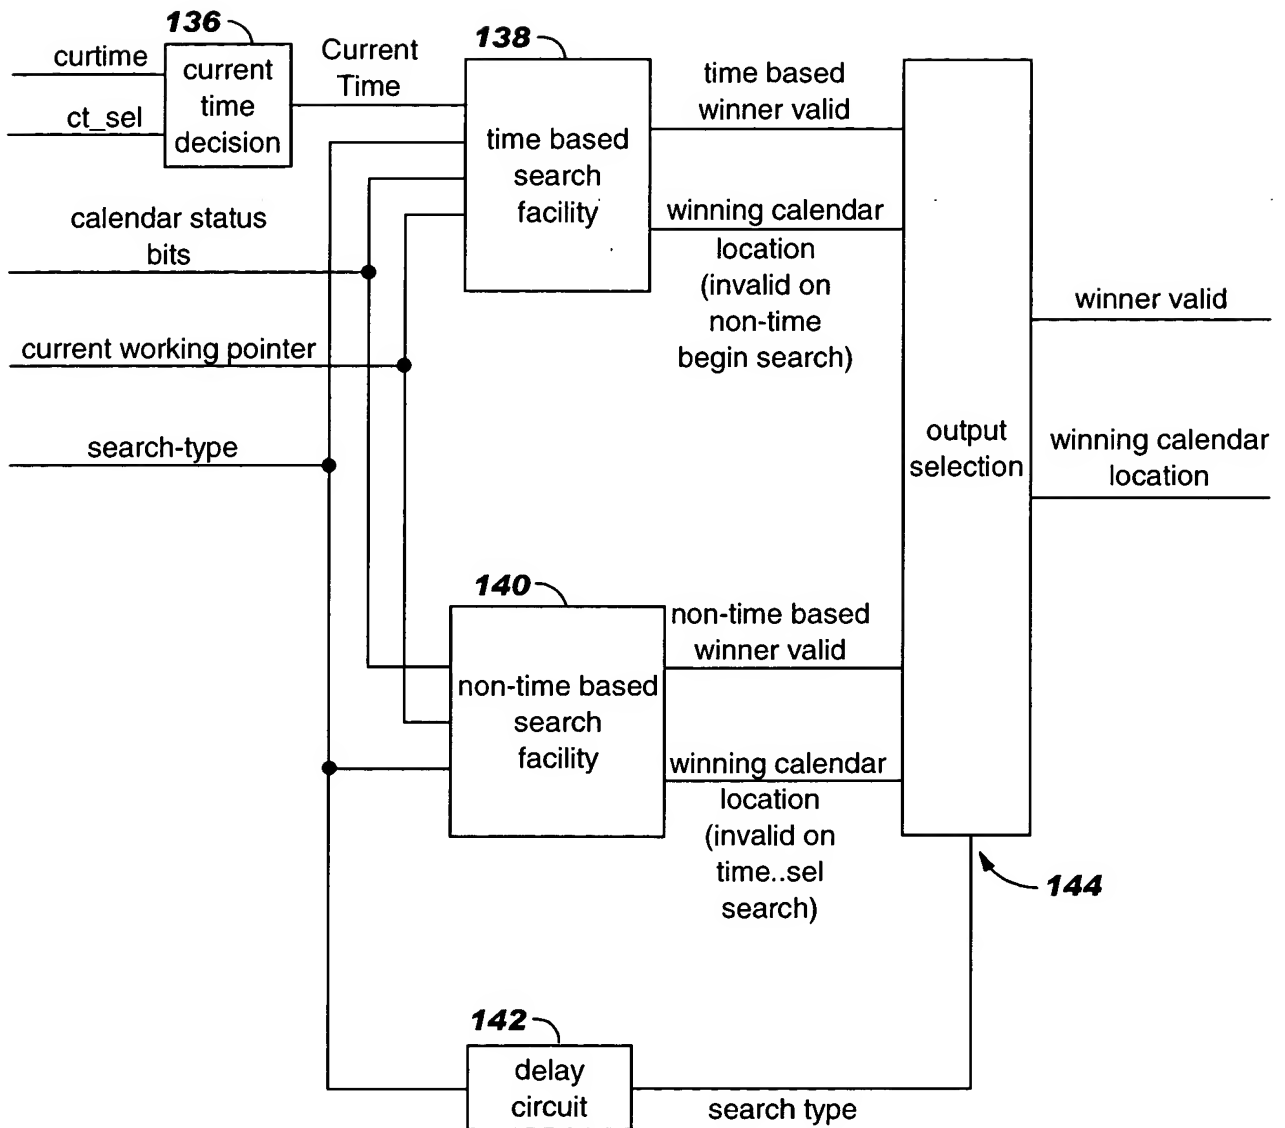 136
curtime
ct_sel
current
time
decision
Current
Time
138
time based
search
facility
time based
winner valid
winning calendar
location
(invalid on
non-time
begin search)
calendar status
bits
current working pointer
search-type
output
selection
winner valid
winning calendar
location
140
non-time based
search
facility
non-time based
winner valid
winning calendar
location
(invalid on
time..sel
search)
144
142
delay
circuit
search type